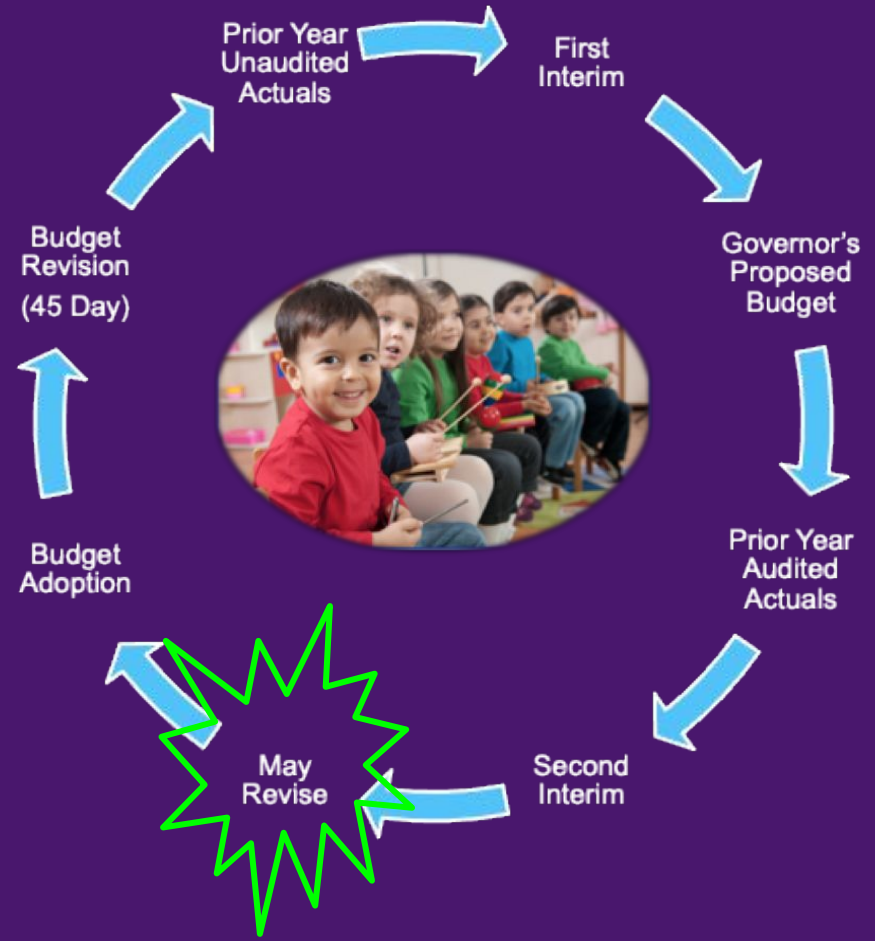 Prior Year
Unaudited
Actuals
First
Interim
Governor's
Proposed
Budget
Prior Year
Audited
Actuals
Second
Interim
May
Revise
Budget
Adoption
Budget
Revision
(45 Day)